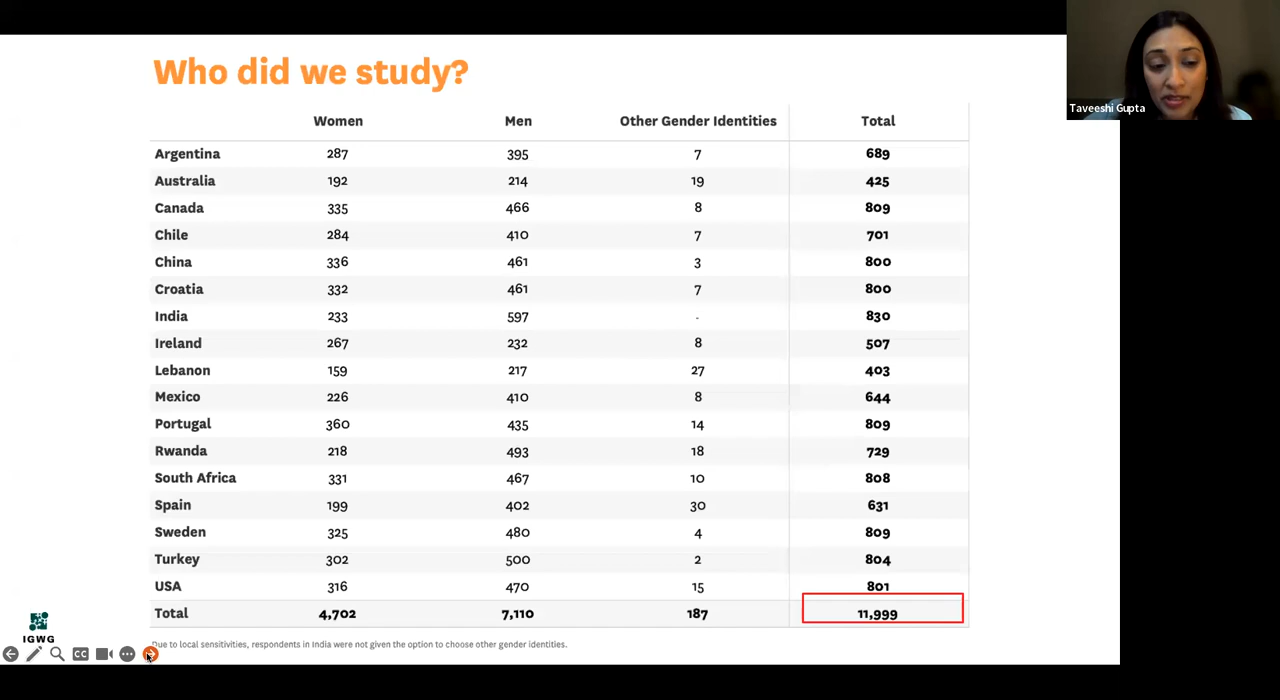 Who did we study?
Taveeshi Gupta
Women Men Other Gender Identities Total
Argentina 287 395 7 689
Australia 192 214 19 425
Canada 335 466 8 809
Chile 284 410 7 701
China 336 461 3 800
Croatia 332 461 7 800
India 233 597 - 830
Ireland 267 232 8 507
Lebanon 159 217 27 403
Mexico 226 410 8 644
Portugal 360 435 14 809
Rwanda 218 493 18 729
South Africa 331 467 10 808
Spain 199 402 30 631
Sweden 325 480 4 809
Turkey 302 500 2 804
USA 316 470 15 801
Total 4,702 7,110 187 11,999
IGWG
Due to local sensitivities, respondents in India were not given the option to choose other gender identities.
CC